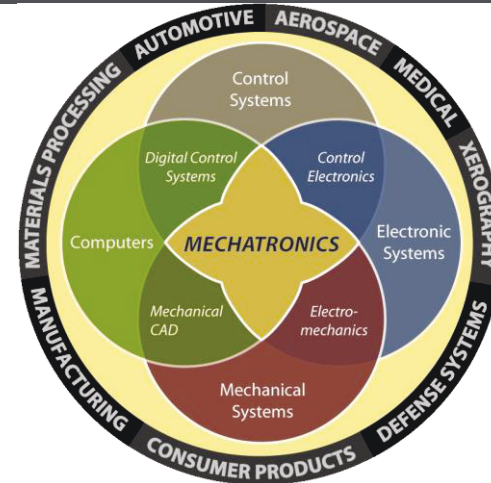 AUTOMOTIVE
AEROSPACE
MEDICAL
XEROGRAPHY
DEFENSE SYSTEMS
CONSUMER PRODUCTS
MANUFACTURING
MATERIALS PROCESSING
Control
Systems
Digital Control
Systems
Control
Electronics
Computers
MECHATRONICS
Electronic
Systems
Mechanical
CAD
Electro-
mechanics
Mechanical
Systems